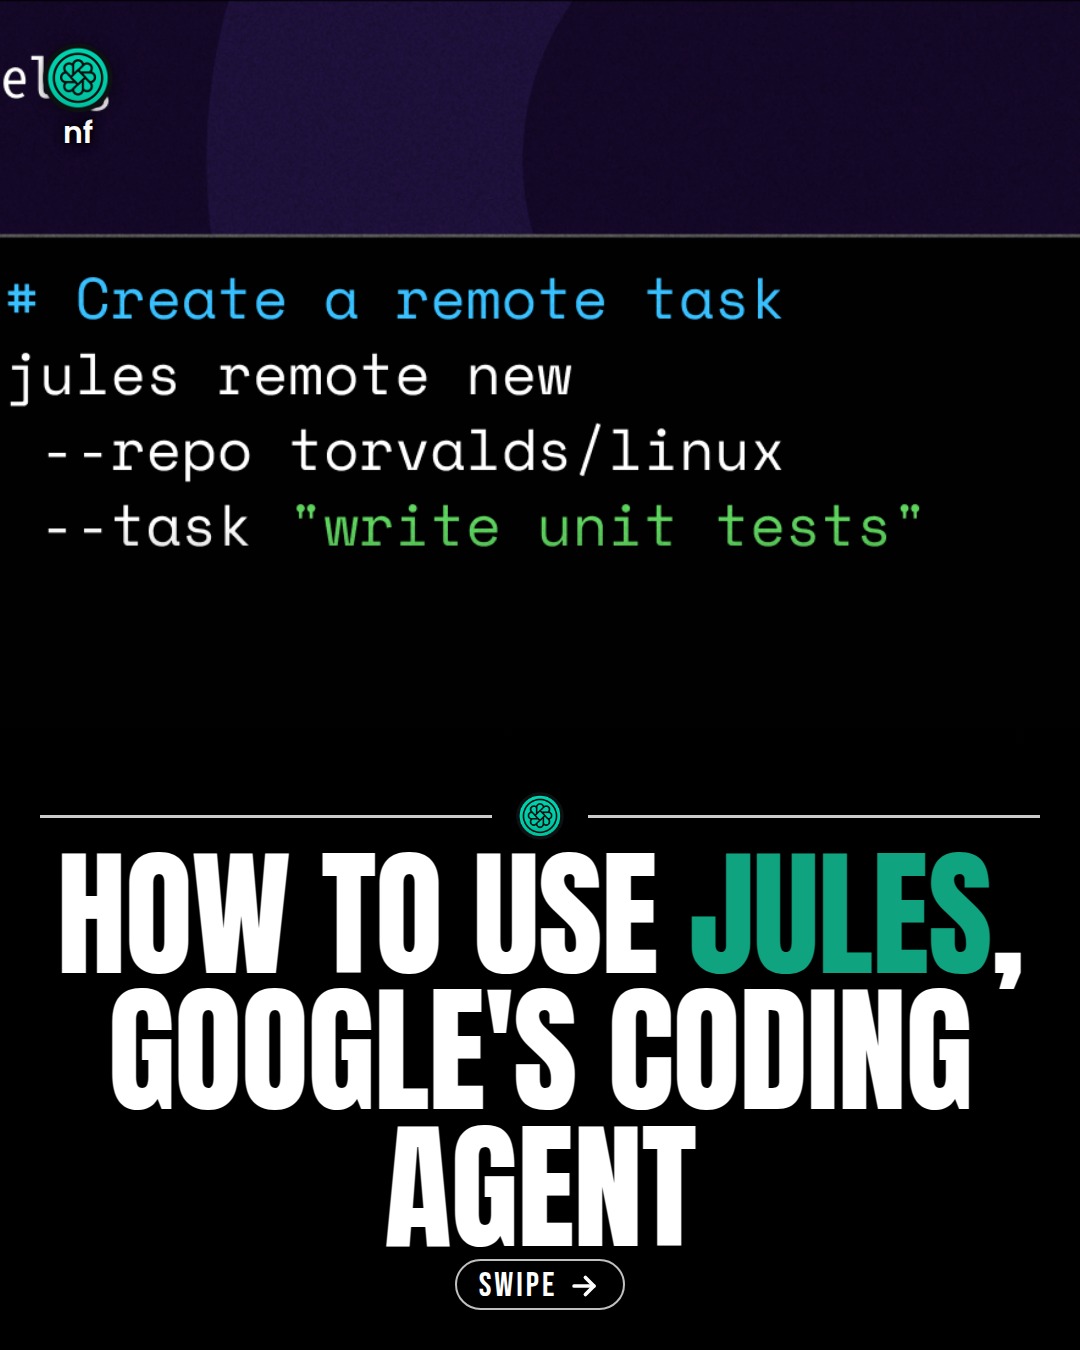 nf
# Create a remote task
jules remote new
--repo torvalds/linux
--task "write unit tests"
HOW TO USE JULES,
GOOGLE'S CODING
AGENT
SWIPE →